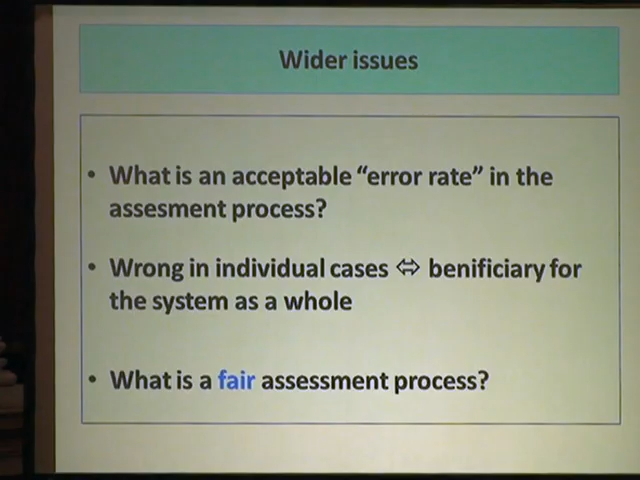 Wider issues
• What is an acceptable “error rate” in the
assesment process?
• Wrong in individual cases ⇔ benificiary for
the system as a whole
• What is a fair assessment process?